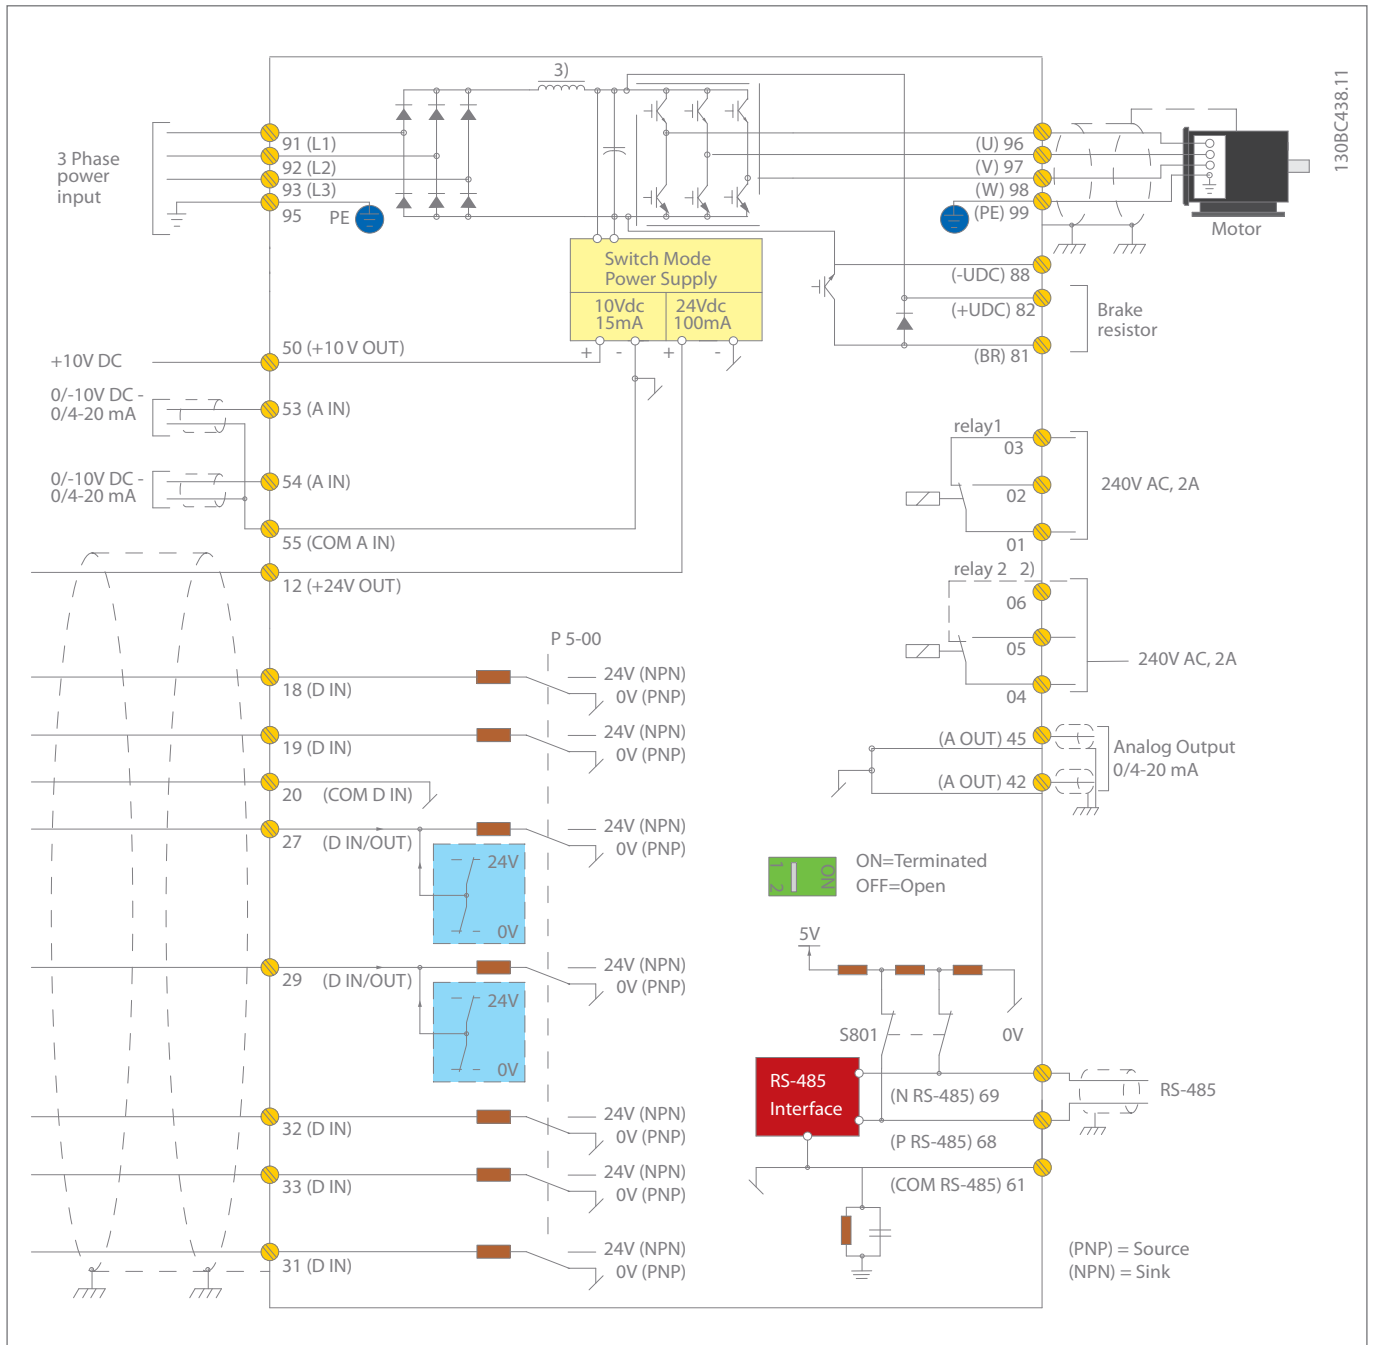 130BC438.11
3)
3 Phase
power
input
91 (L1)
92 (L2)
93 (L3)
95
PE
(U) 96
(V) 97
(W) 98
(PE) 99
Motor
Switch Mode
Power Supply
10Vdc
15mA
24Vdc
100mA
+ - + -
(-UDC) 88
(+UDC) 82
(BR) 81
Brake
resistor
+10V DC
50 (+10 V OUT)
0/-10V DC -
0/4-20 mA
53 (A IN)
0/-10V DC -
0/4-20 mA
54 (A IN)
55 (COM A IN)
12 (+24V OUT)
relay1
03
02
01
240V AC, 2A
relay 2 2)
06
05
04
240V AC, 2A
P 5-00
18 (D IN)
24V (NPN)
0V (PNP)
19 (D IN)
24V (NPN)
0V (PNP)
20 (COM D IN)
27 (D IN/OUT)
24V (NPN)
0V (PNP)
24V
0V
29 (D IN/OUT)
24V (NPN)
0V (PNP)
24V
0V
32 (D IN)
24V (NPN)
0V (PNP)
33 (D IN)
24V (NPN)
0V (PNP)
31 (D IN)
24V (NPN)
0V (PNP)
(A OUT) 45
(A OUT) 42
Analog Output
0/4-20 mA
1 2
ON
ON=Terminated
OFF=Open
5V
S801
0V
RS-485
Interface
(N RS-485) 69
(P RS-485) 68
(COM RS-485) 61
RS-485
(PNP) = Source
(NPN) = Sink